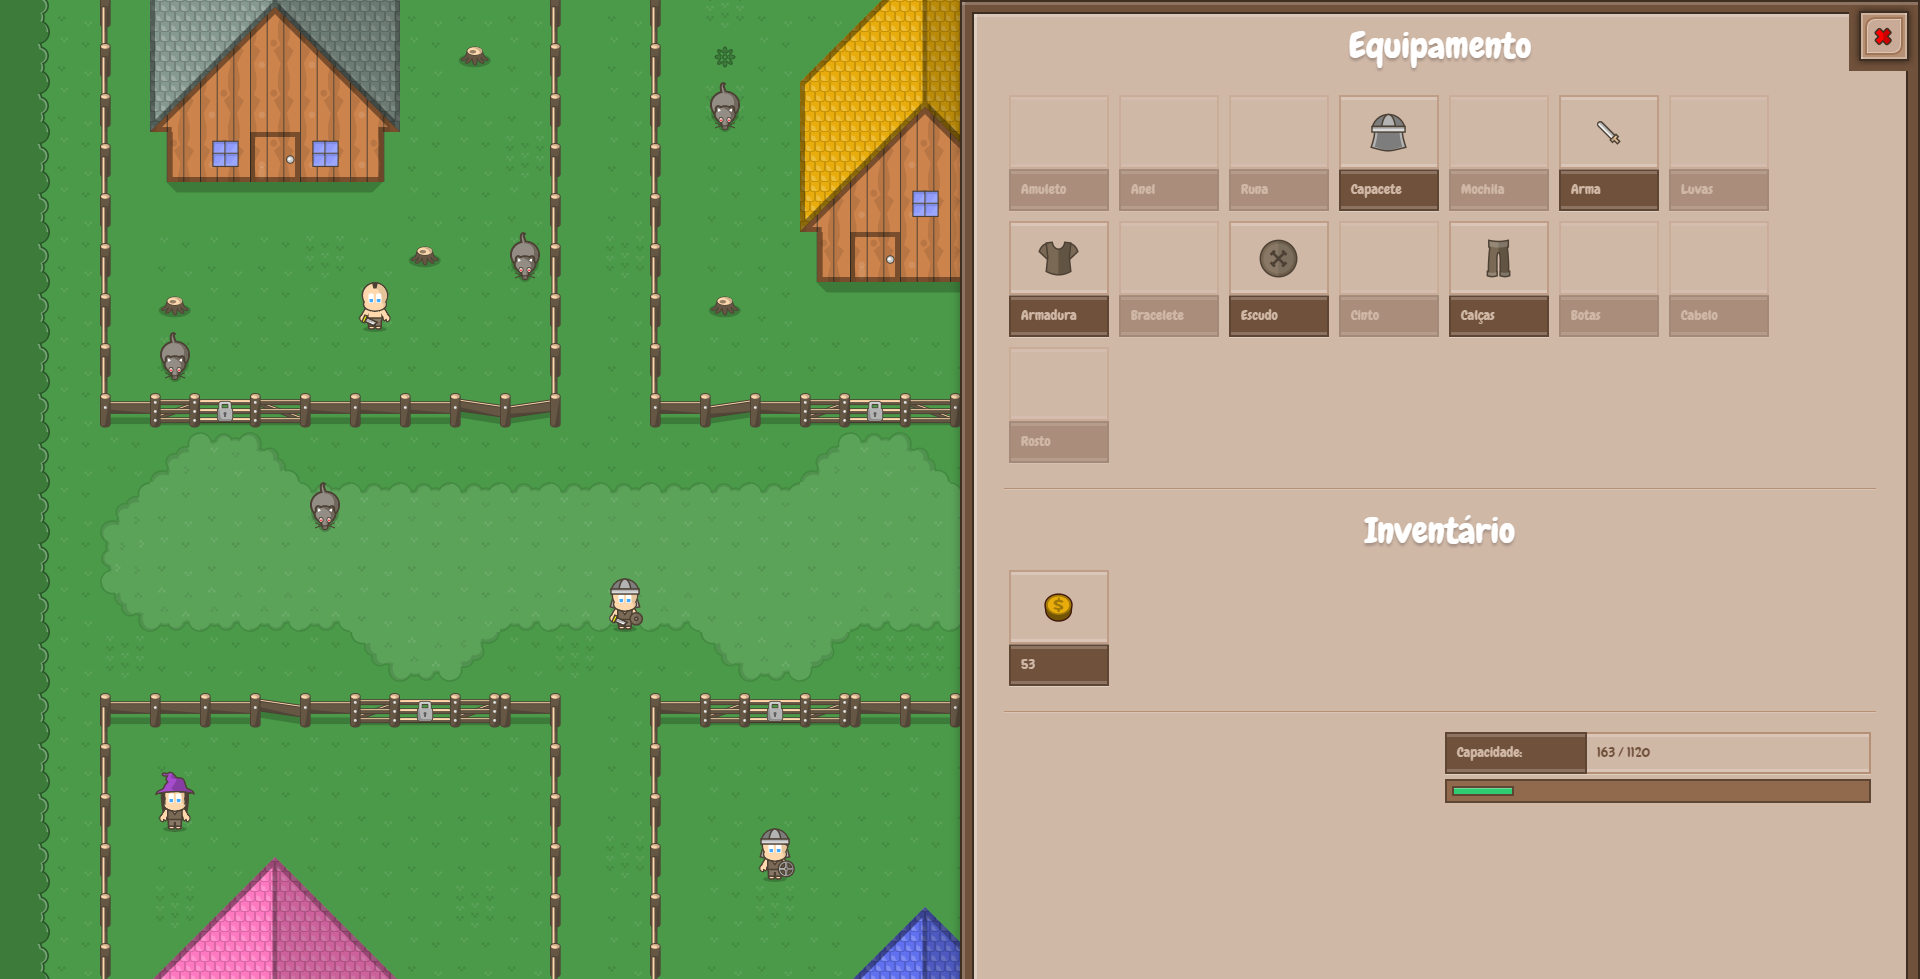 Equipamento
Amuleto Anel Runa Capacete Mochila Arma Luvas
Armadura Bracelete Escudo Cinto Calças Botas Cabelo
Rosto
Inventário
$
53
Capacidade: 163 / 1120